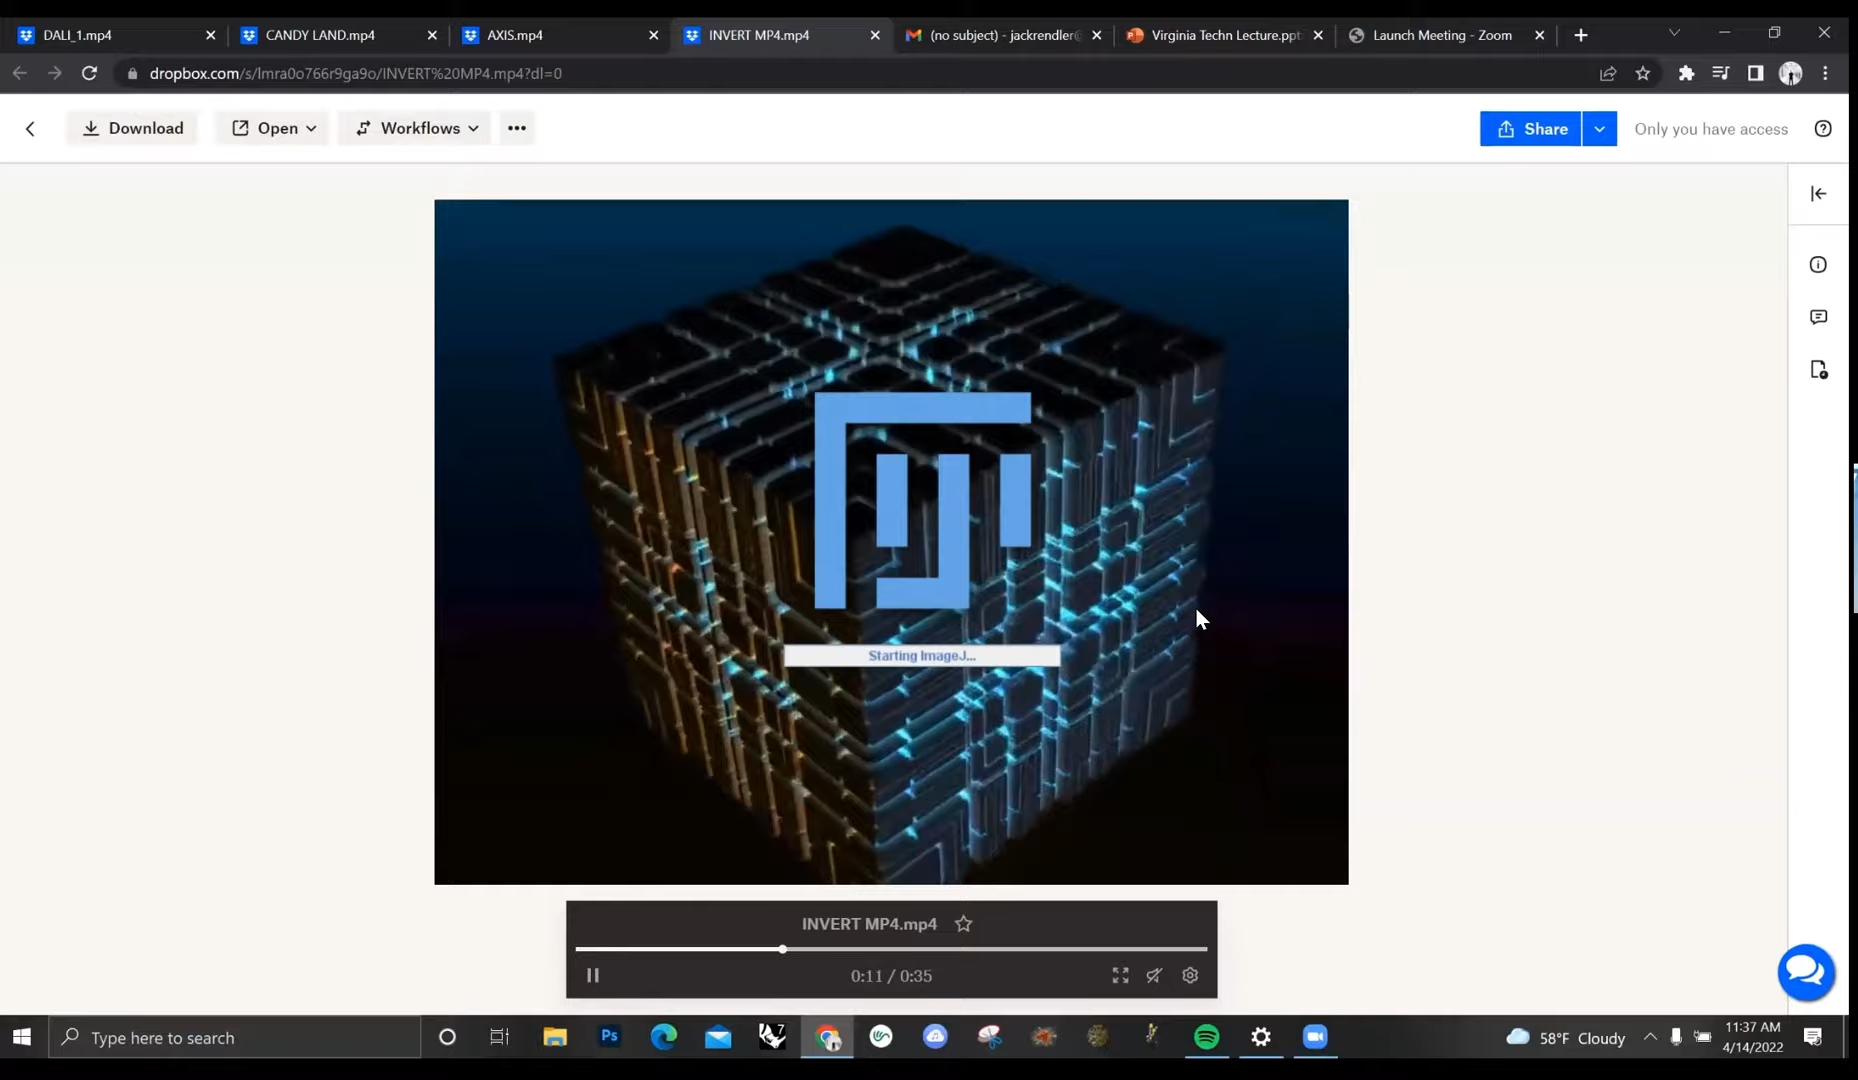 DALI_1.mp4
CANDY LAND.mp4
AXIS.mp4
INVERT MP4.mp4
(no subject) - jackrendler@
Virginia Techn Lecture.ppt
Launch Meeting - Zoom
dropbox.com/s/lmra0o766r9ga9o/INVERT%20MP4.mp4?dl=0
Download
Open
Workflows
Share
Only you have access
Starting ImageJ...
INVERT MP4.mp4
0:11 / 0:35
Type here to search
Ps
7
58°F Cloudy
11:37 AM
4/14/2022